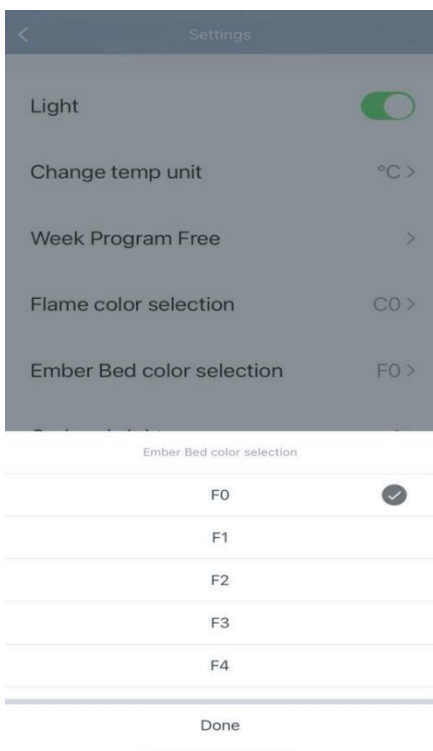 Settings
Light
Change temp unit °C >
Week Program Free >
Flame color selection C0 >
Ember Bed color selection F0 >
Ember Bed color selection
F0
F1
F2
F3
F4
Done